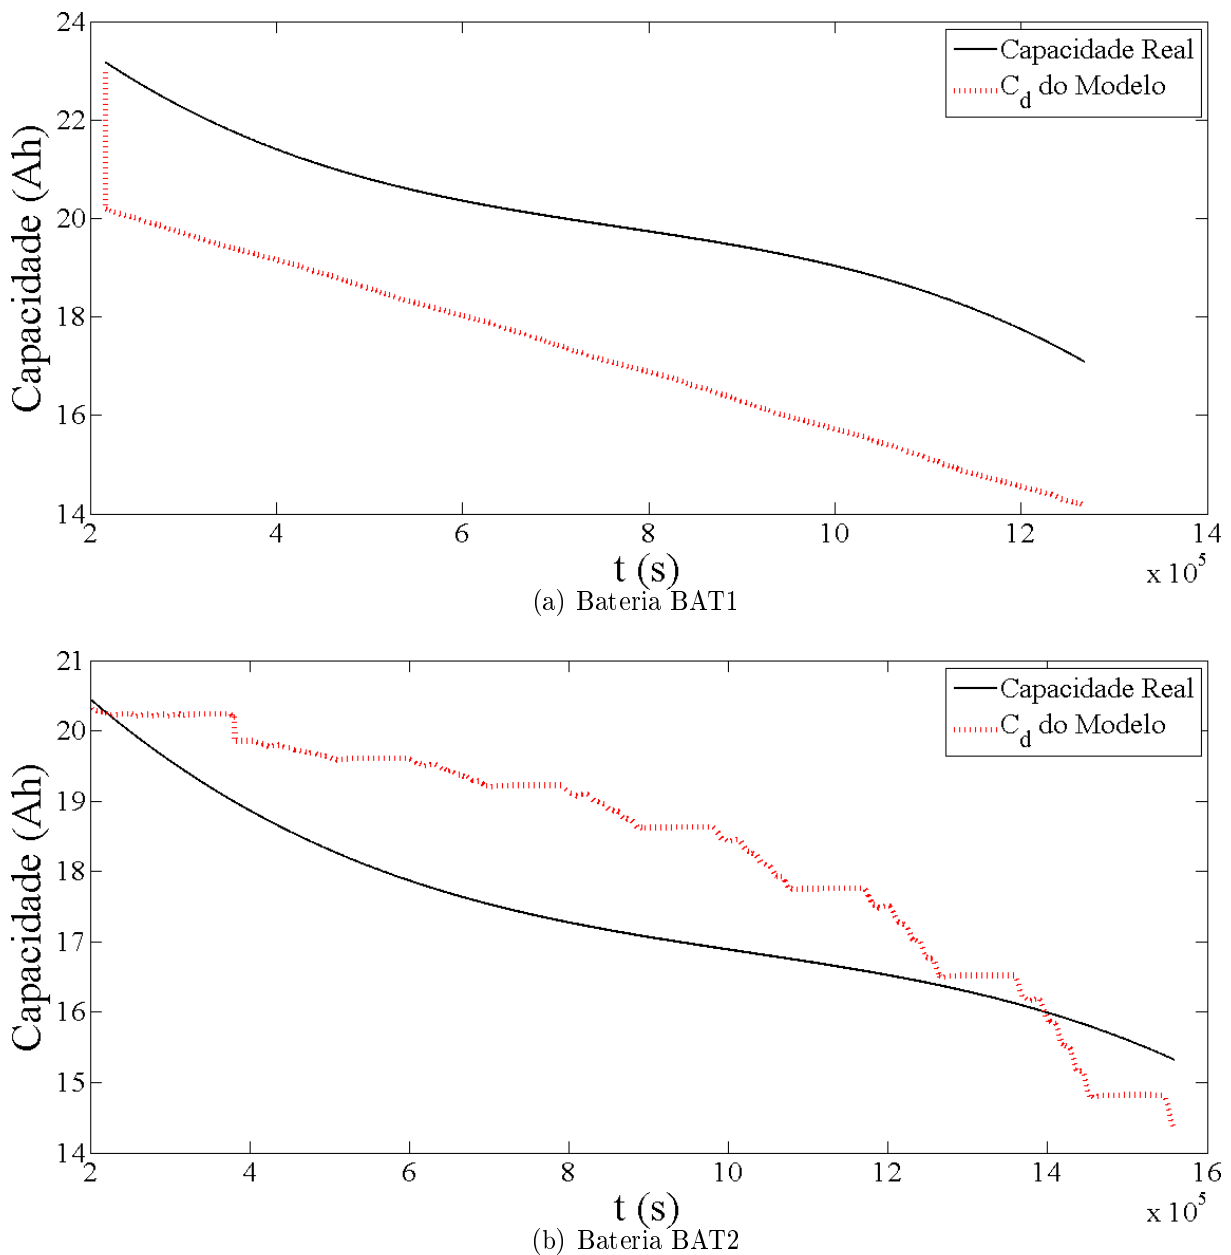 Capacidade (Ah)
24
22
20
18
16
14
Capacidade Real
C_d do Modelo
2
4
6
8
10
12
14
t (s)
x 10^5
(a) Bateria BAT1
Capacidade (Ah)
21
20
19
18
17
16
15
14
Capacidade Real
C_d do Modelo
2
4
6
8
10
12
14
16
t (s)
x 10^5
(b) Bateria BAT2